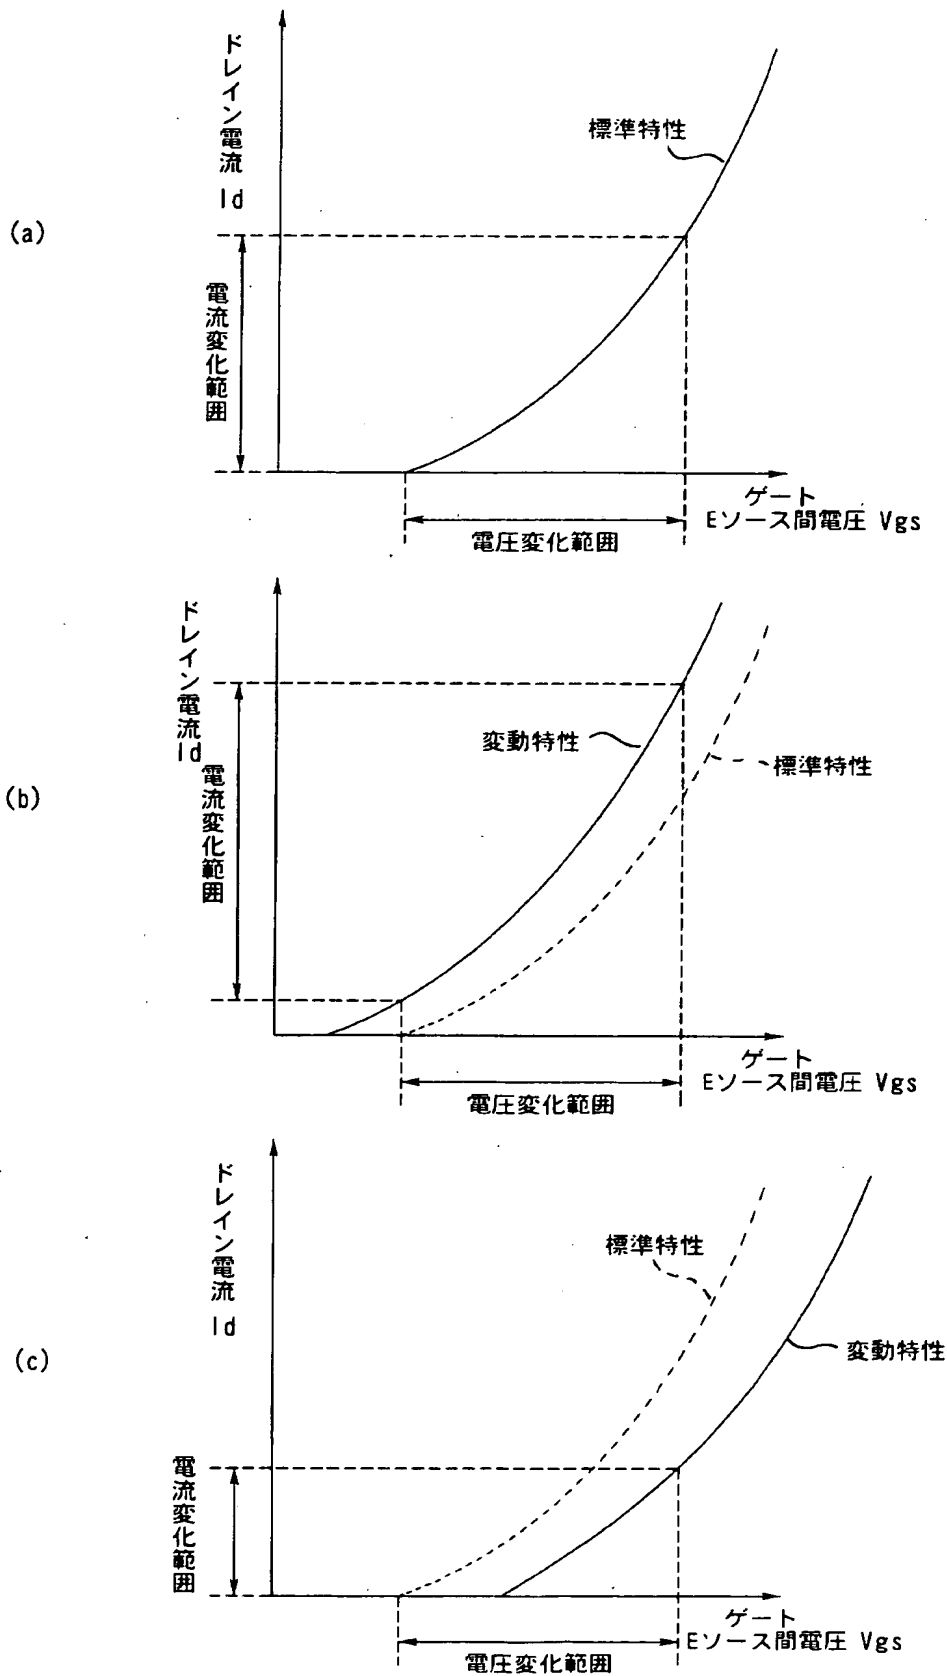 (a)
ドレイン電流 Id
標準特性
電流変化範囲
ゲート
Eソース間電圧 Vgs
電圧変化範囲
(b)
ドレイン電流 Id
変動特性
標準特性
電流変化範囲
ゲート
Eソース間電圧 Vgs
電圧変化範囲
(c)
ドレイン電流 Id
標準特性
変動特性
電流変化範囲
ゲート
Eソース間電圧 Vgs
電圧変化範囲